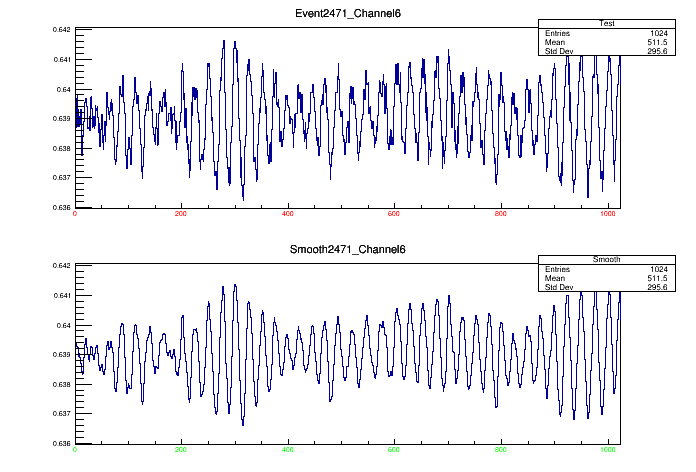 Event2471_Channel6
Test
Entries 1024
Mean 511.5
Std Dev 295.6
0.642
0.641
0.64
0.639
0.638
0.637
0.636
0 200 400 600 800 1000
Smooth2471_Channel6
Smooth
Entries 1024
Mean 511.5
Std Dev 295.6
0.642
0.641
0.64
0.639
0.638
0.637
0.636
0 200 400 600 800 1000